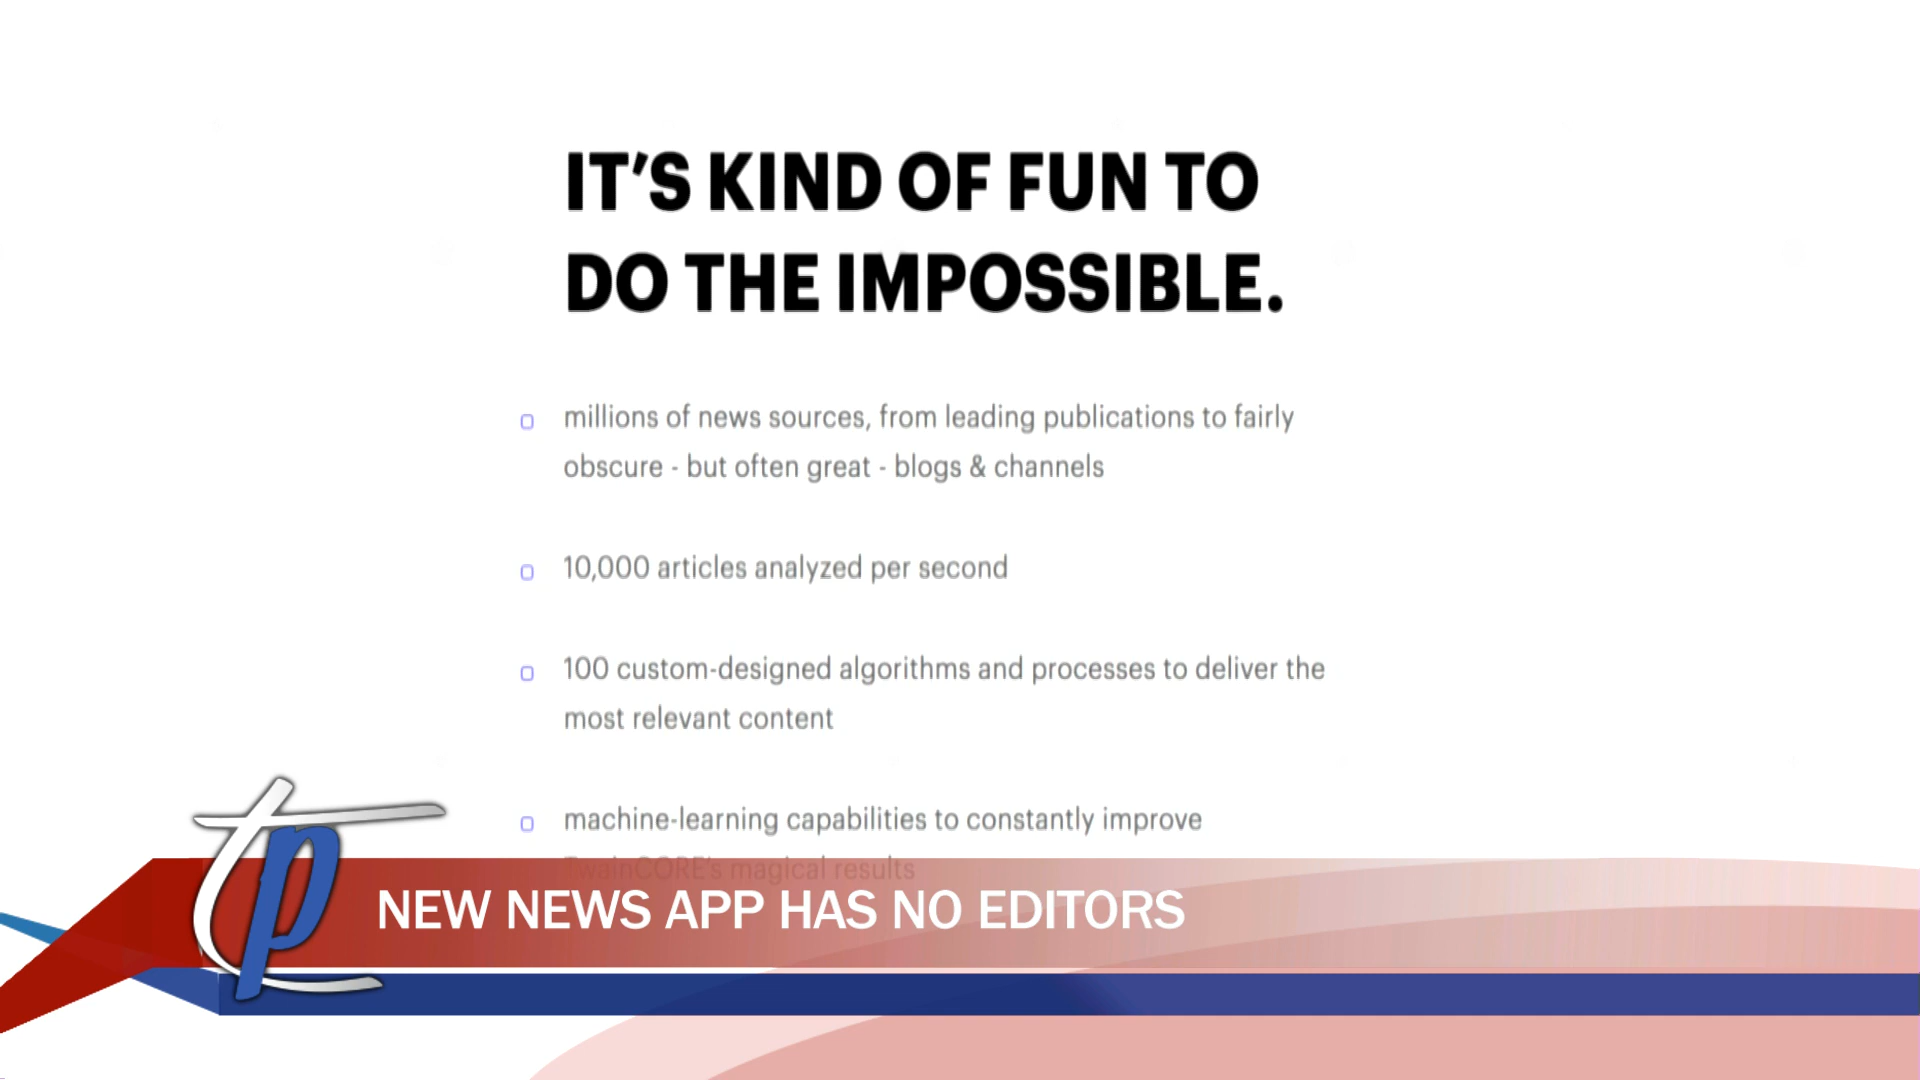 IT'S KIND OF FUN TO
DO THE IMPOSSIBLE.
millions of news sources, from leading publications to fairly
obscure - but often great - blogs & channels
10,000 articles analyzed per second
100 custom-designed algorithms and processes to deliver the
most relevant content
machine-learning capabilities to constantly improve
TwainCORE's magical results
tp
NEW NEWS APP HAS NO EDITORS